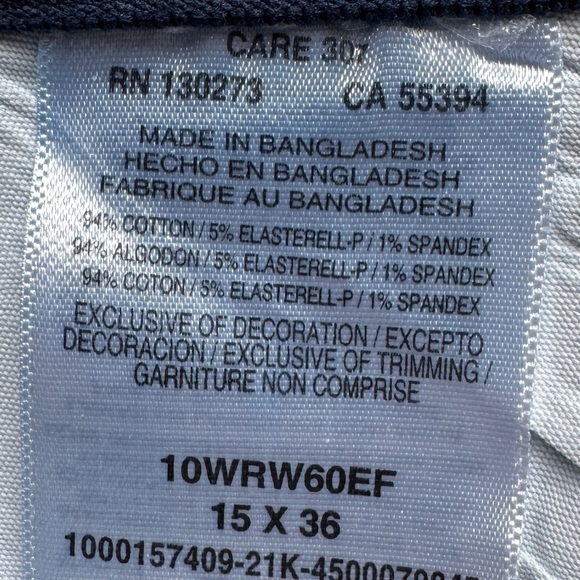 CARE 307
RN 130273 CA 55394
MADE IN BANGLADESH
HECHO EN BANGLADESH
FABRIQUE AU BANGLADESH
94% COTTON / 5% ELASTERELL-P / 1% SPANDEX
94% ALGODON / 5% ELASTERELL-P / 1% SPANDEX
94% COTON / 5% ELASTERELL-P / 1% SPANDEX
EXCLUSIVE OF DECORATION / EXCEPTO
DECORACION / EXCLUSIVE OF TRIMMING /
GARNITURE NON COMPRISE
10WRW60EF
15 X 36